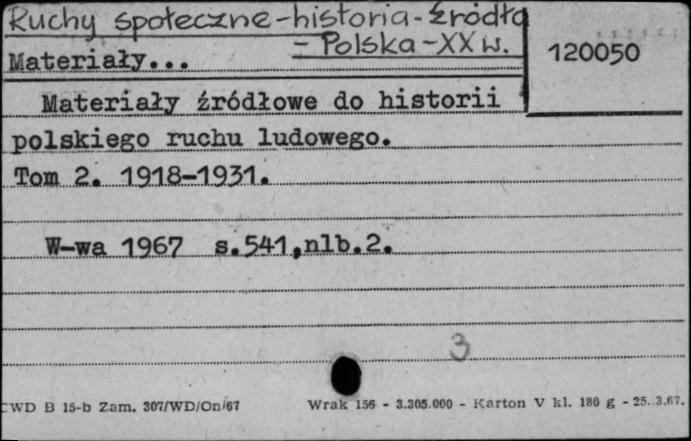 Ruchy społeczne-historia-źródła
- Polska-XX w.
120050
Materiały...
Materiały źródłowe do historii
polskiego ruchu ludowego.
Tom 2. 1918-1931.
W-wa 1967 s.541,nlb.2.
3
CWD B 15-b Zam. 307/WD/On/67 Wrak 156 - 3.305.000 - Karton V kl. 180 g - 25.3.67.